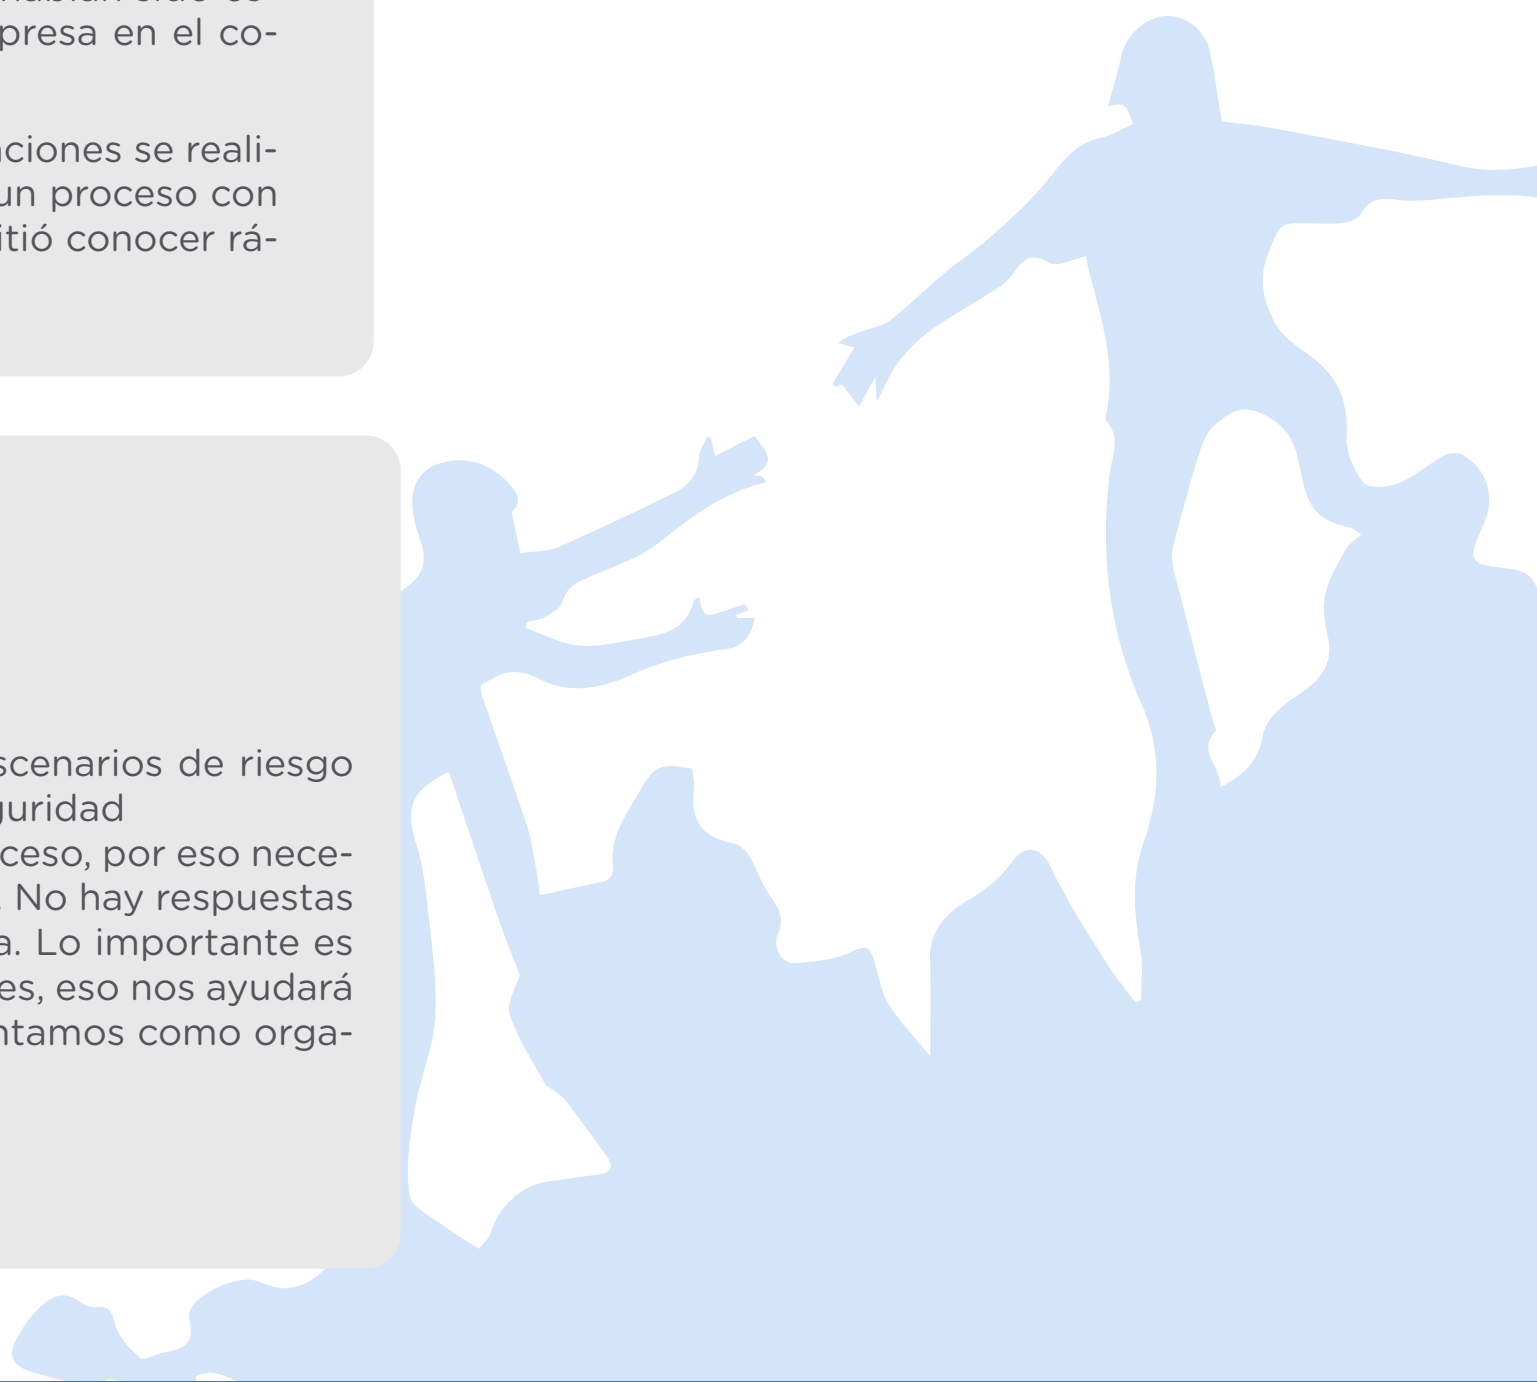 presa en el co-
ciones se reali-
un proceso con
itió conocer rá-
scenarios de riesgo
guridad
ceso, por eso nece-
. No hay respuestas
a. Lo importante es
es, eso nos ayudará
ntamos como orga-